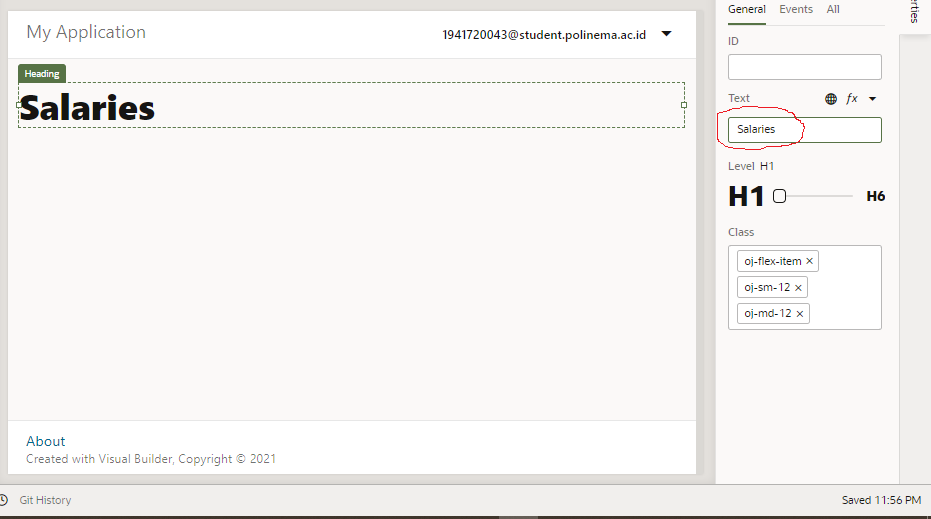 My Application
1941720043@student.polinema.ac.id
Heading
Salaries
About
Created with Visual Builder, Copyright © 2021
General Events All
ID
Text fx
Salaries
Level H1
H1 H6
Class
oj-flex-item ×
oj-sm-12 ×
oj-md-12 ×
Git History
Saved 11:56 PM